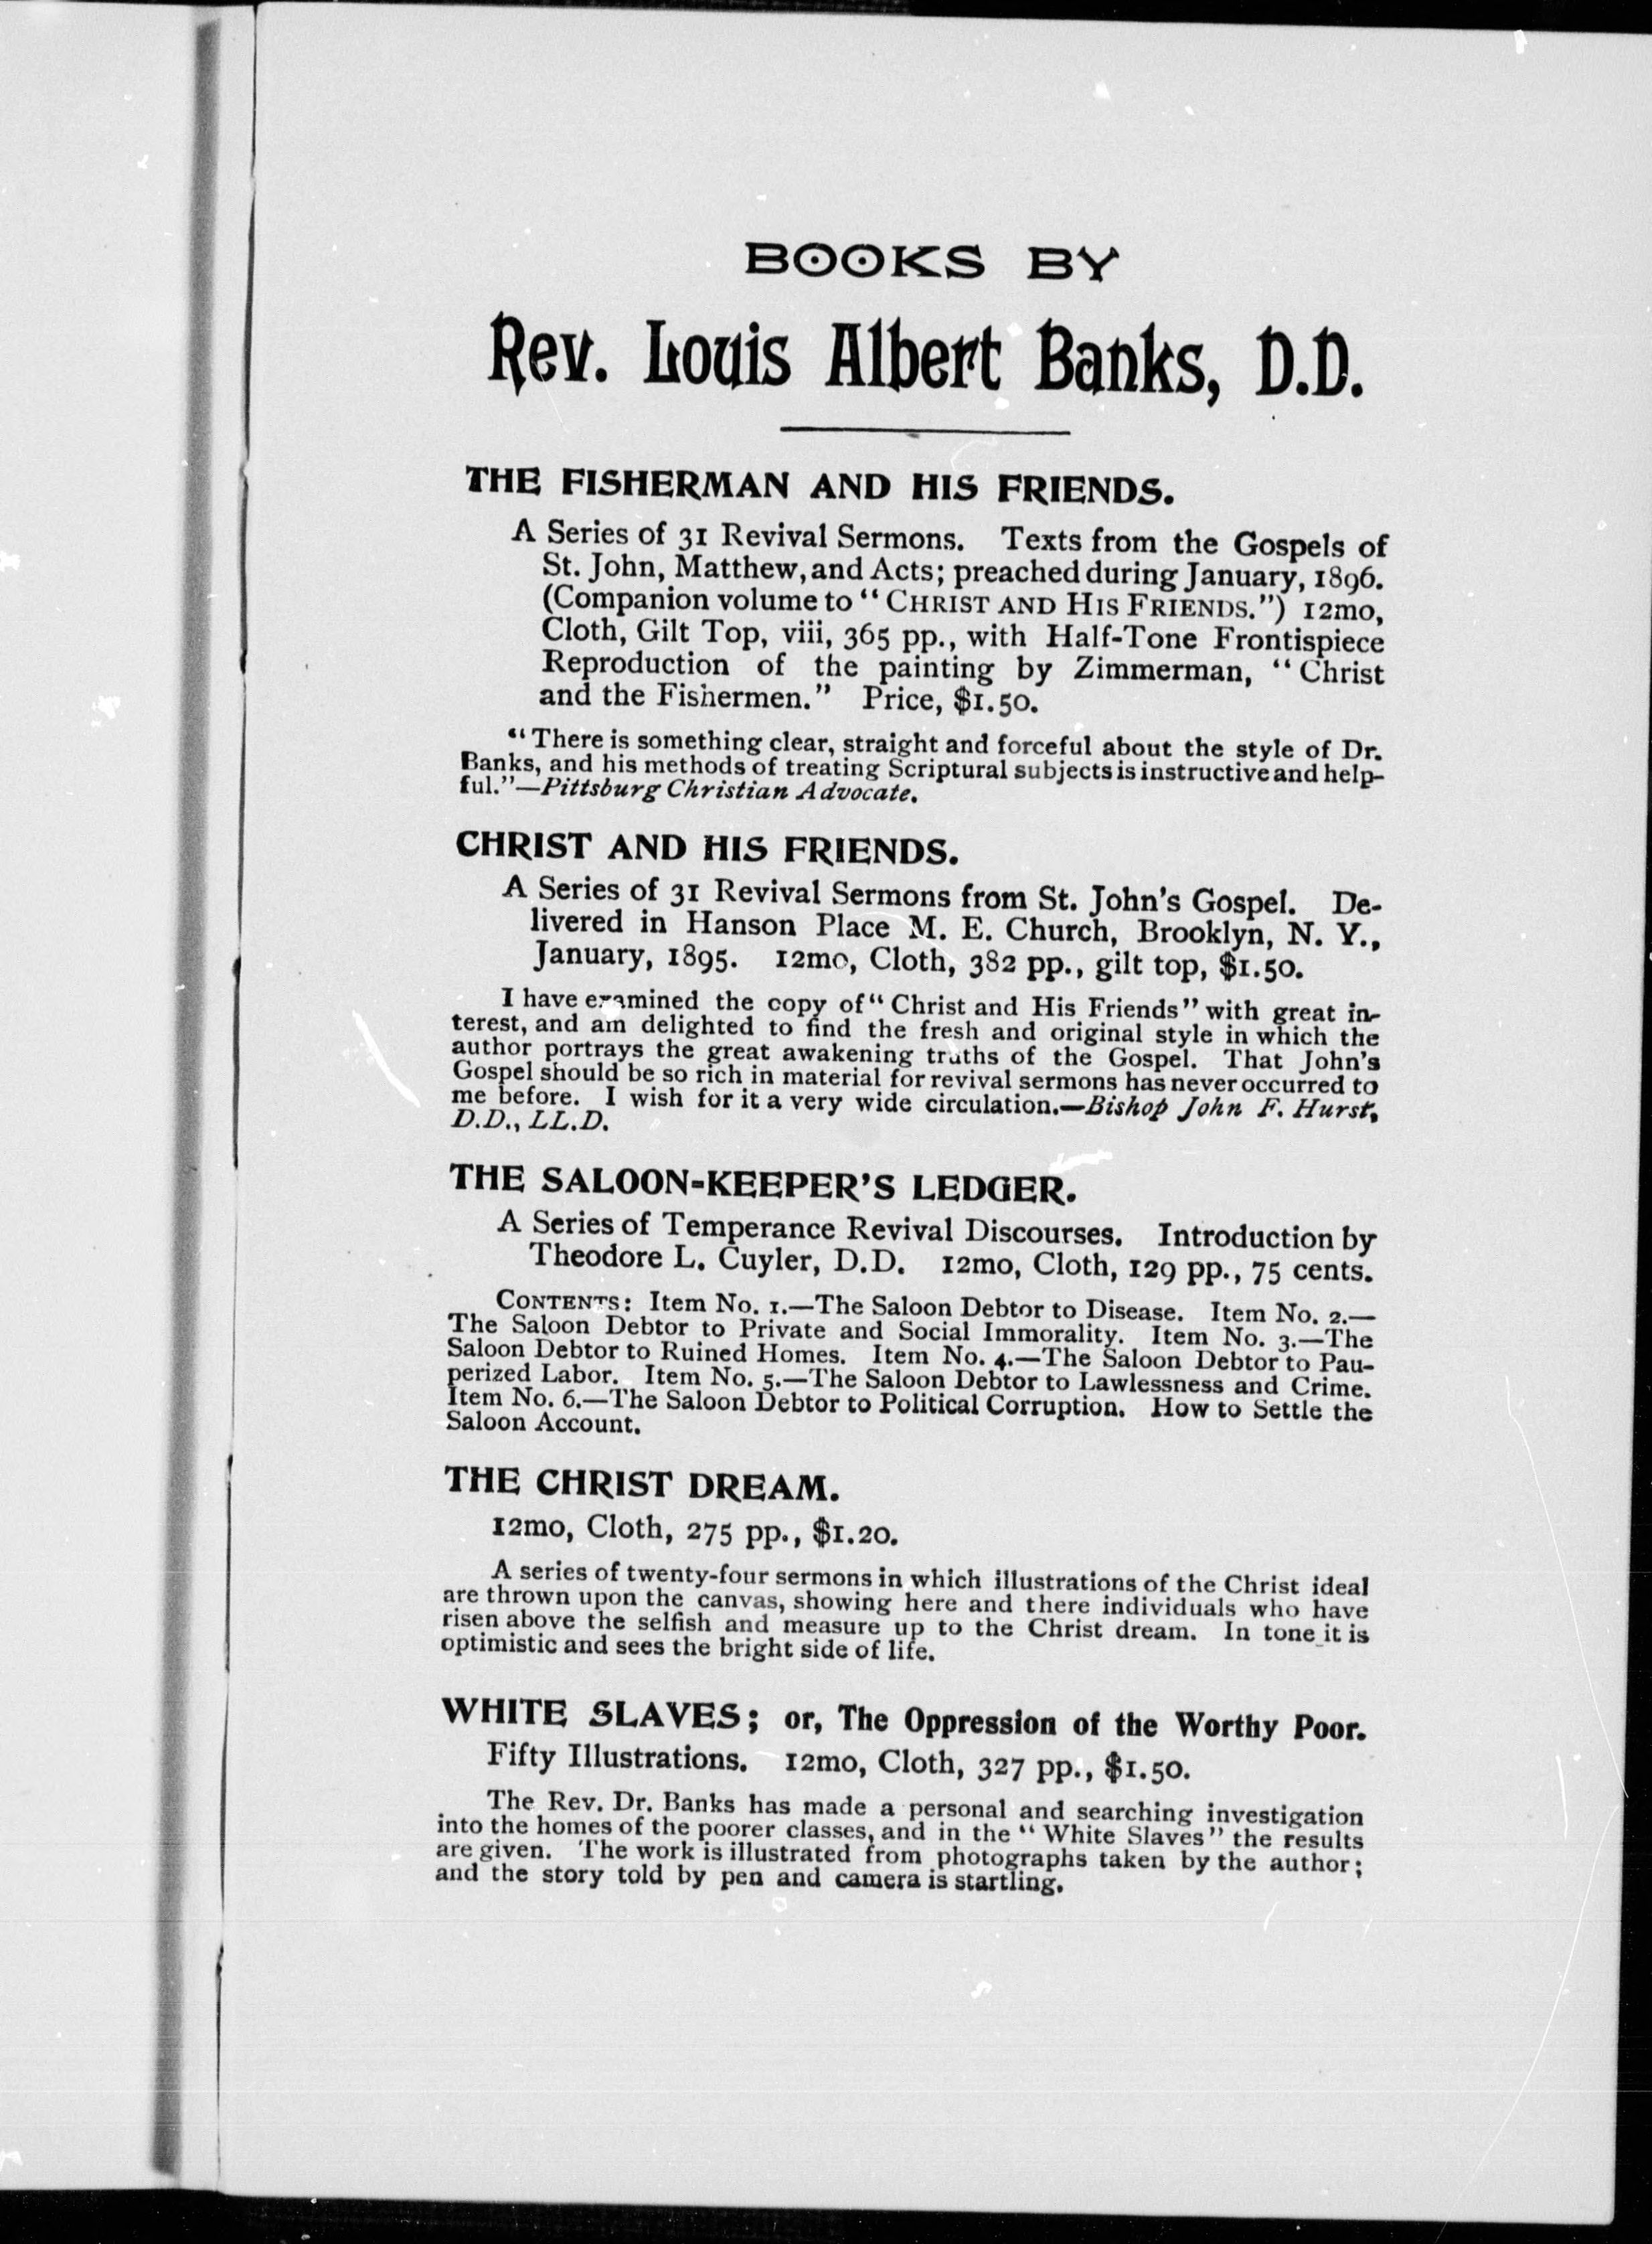 BOOKS BY
Rev. Louis Albert Banks, D.D.
THE FISHERMAN AND HIS FRIENDS.
A Series of 31 Revival Sermons. Texts from the Gospels of
St. John, Matthew, and Acts; preached during January, 1896.
(Companion volume to “CHRIST AND HIS FRIENDS.”) 12mo,
Cloth, Gilt Top, viii, 365 pp., with Half-Tone Frontispiece
Reproduction of the painting by Zimmerman, “Christ
and the Fishermen.” Price, $1.50.
“There is something clear, straight and forceful about the style of Dr.
Banks, and his methods of treating Scriptural subjects is instructive and help-
ful.”—Pittsburg Christian Advocate.
CHRIST AND HIS FRIENDS.
A Series of 31 Revival Sermons from St. John’s Gospel. De-
livered in Hanson Place M. E. Church, Brooklyn, N. Y.,
January, 1895. 12mo, Cloth, 382 pp., gilt top, $1.50.
I have examined the copy of “Christ and His Friends” with great in-
terest, and am delighted to find the fresh and original style in which the
author portrays the great awakening truths of the Gospel. That John’s
Gospel should be so rich in material for revival sermons has never occurred to
me before. I wish for it a very wide circulation.—Bishop John F. Hurst,
D.D., LL.D.
THE SALOON-KEEPER’S LEDGER.
A Series of Temperance Revival Discourses. Introduction by
Theodore L. Cuyler, D.D. 12mo, Cloth, 129 pp., 75 cents.
CONTENTS: Item No. 1.—The Saloon Debtor to Disease. Item No. 2.—
The Saloon Debtor to Private and Social Immorality. Item No. 3.—The
Saloon Debtor to Ruined Homes. Item No. 4.—The Saloon Debtor to Pau-
perized Labor. Item No. 5.—The Saloon Debtor to Lawlessness and Crime.
Item No. 6.—The Saloon Debtor to Political Corruption. How to Settle the
Saloon Account.
THE CHRIST DREAM.
12mo, Cloth, 275 pp., $1.20.
A series of twenty-four sermons in which illustrations of the Christ ideal
are thrown upon the canvas, showing here and there individuals who have
risen above the selfish and measure up to the Christ dream. In tone it is
optimistic and sees the bright side of life.
WHITE SLAVES; or, The Oppression of the Worthy Poor.
Fifty Illustrations. 12mo, Cloth, 327 pp., $1.50.
The Rev. Dr. Banks has made a personal and searching investigation
into the homes of the poorer classes, and in the “White Slaves” the results
are given. The work is illustrated from photographs taken by the author;
and the story told by pen and camera is startling.